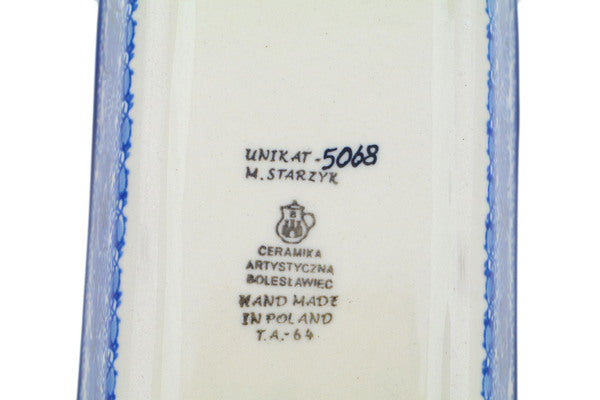 UNIKAT-5068
M. STARZYK
B
CERAMIKA
ARTYSTYCZNA
BOLESŁAWIEC
HAND MADE
IN POLAND
T.A.-64